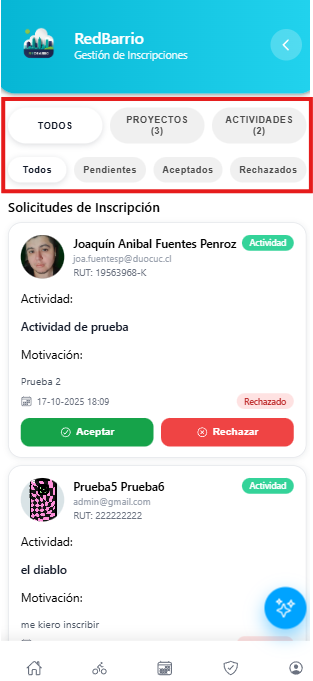 RedBarrio
Gestión de Inscripciones
TODOS
PROYECTOS
(3)
ACTIVIDADES
(2)
Todos
Pendientes
Aceptados
Rechazados
Solicitudes de Inscripción
Joaquín Anibal Fuentes Penroz
Actividad
joa.fuentesp@duocuc.cl
RUT: 19563968-K
Actividad:
Actividad de prueba
Motivación:
Prueba 2
17-10-2025 18:09
Rechazado
Aceptar
Rechazar
Prueba5 Prueba6
Actividad
admin@gmail.com
RUT: 222222222
Actividad:
el diablo
Motivación:
me kiero inscribir